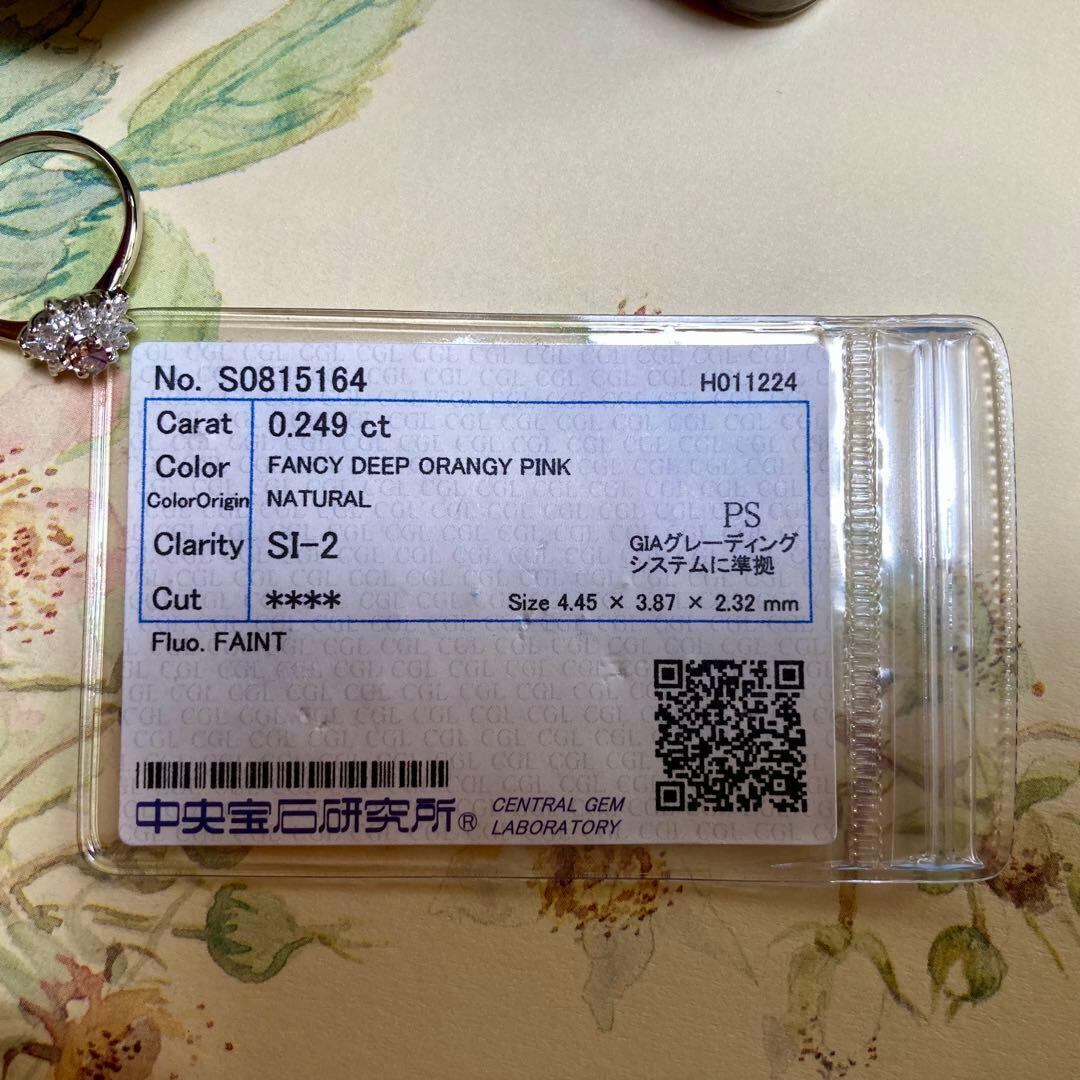 No. S0815164 H011224
Carat 0.249 ct
Color FANCY DEEP ORANGY PINK
ColorOrigin NATURAL
PS
Clarity SI-2 GIAグレーディング
システムに準拠
Cut **** Size 4.45 × 3.87 × 2.32 mm
Fluo. FAINT
中央宝石研究所® CENTRAL GEM
LABORATORY